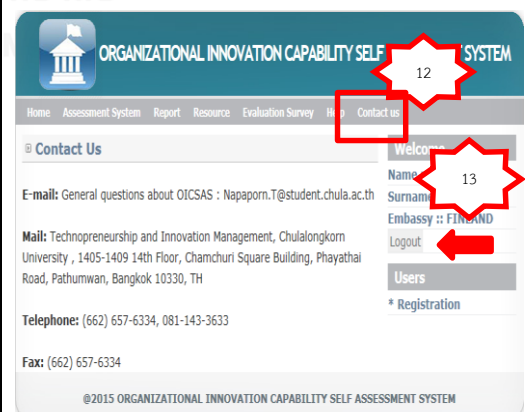 ORGANIZATIONAL INNOVATION CAPABILITY SELF SYSTEM
12
Home Assessment System Report Resource Evaluation Survey Contact us
Contact Us
E-mail: General questions about OICSAS : Napaporn.T@student.chula.ac.th
Mail: Technopreneurship and Innovation Management, Chulalongkorn
University , 1405-1409 14th Floor, Chamchuri Square Building, Phayathai
Road, Pathumwan, Bangkok 10330, TH
Telephone: (662) 657-6334, 081-143-3633
Fax: (662) 657-6334
Welcome
Name
13
Surname
Embassy :: FINLAND
Logout
Users
* Registration
@2015 ORGANIZATIONAL INNOVATION CAPABILITY SELF ASSESSMENT SYSTEM